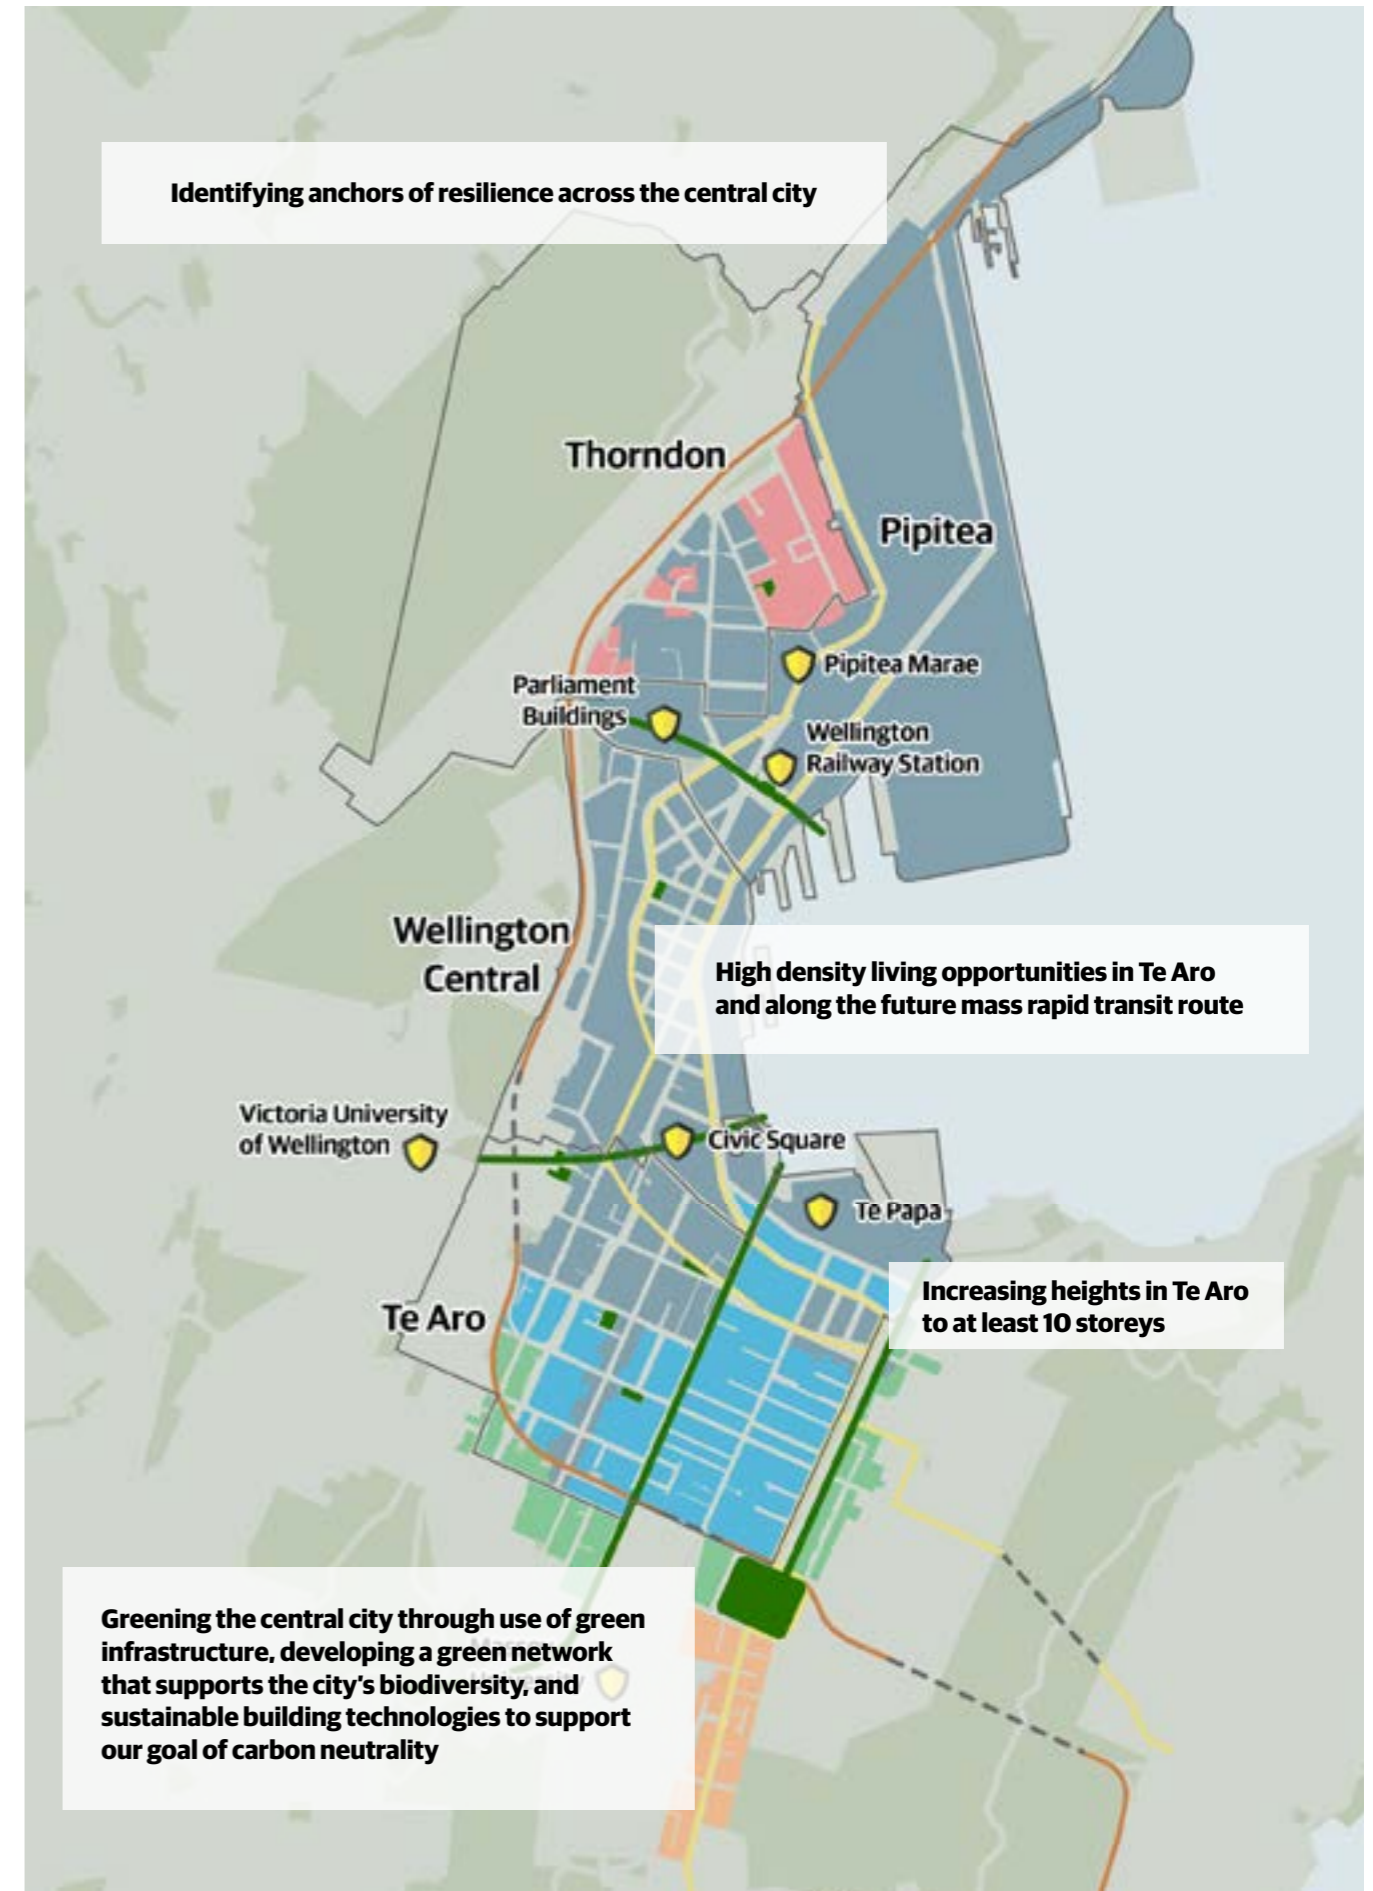 Identifying anchors of resilience across the central city
Thorndon
Pipitea
Pipitea Marae
Parliament
Buildings
Wellington
Railway Station
Wellington
Central
High density living opportunities in Te Aro
and along the future mass rapid transit route
Victoria University
of Wellington
Civic Square
Te Papa
Increasing heights in Te Aro
to at least 10 storeys
Te Aro
Greening the central city through use of green
infrastructure, developing a green network
that supports the city's biodiversity, and
sustainable building technologies to support
our goal of carbon neutrality